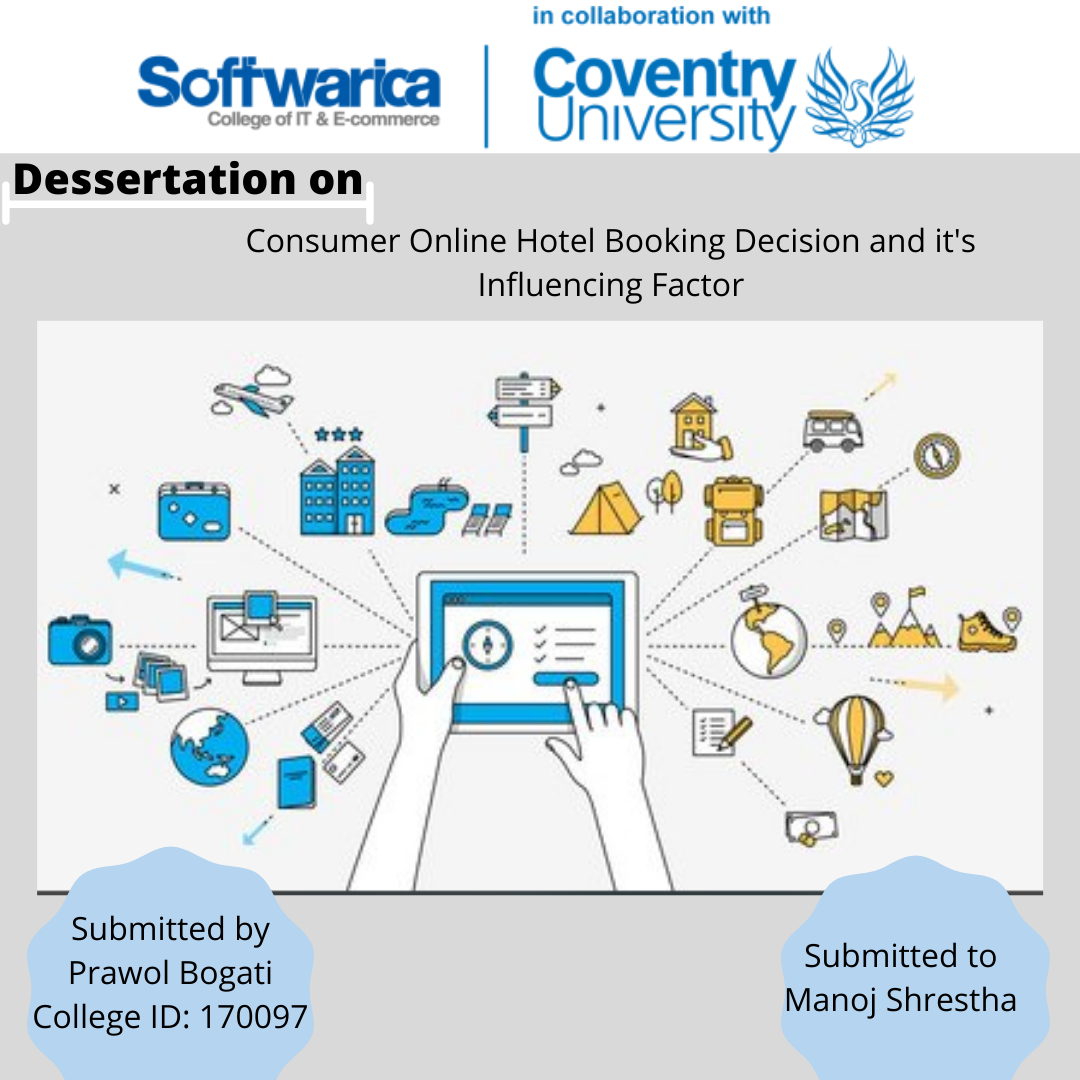 in collaboration with
Softwarica
College of IT & E-commerce
Coventry
University
Dessertation on
Consumer Online Hotel Booking Decision and it's
Influencing Factor
Submitted by
Prawol Bogati
College ID: 170097
Submitted to
Manoj Shrestha